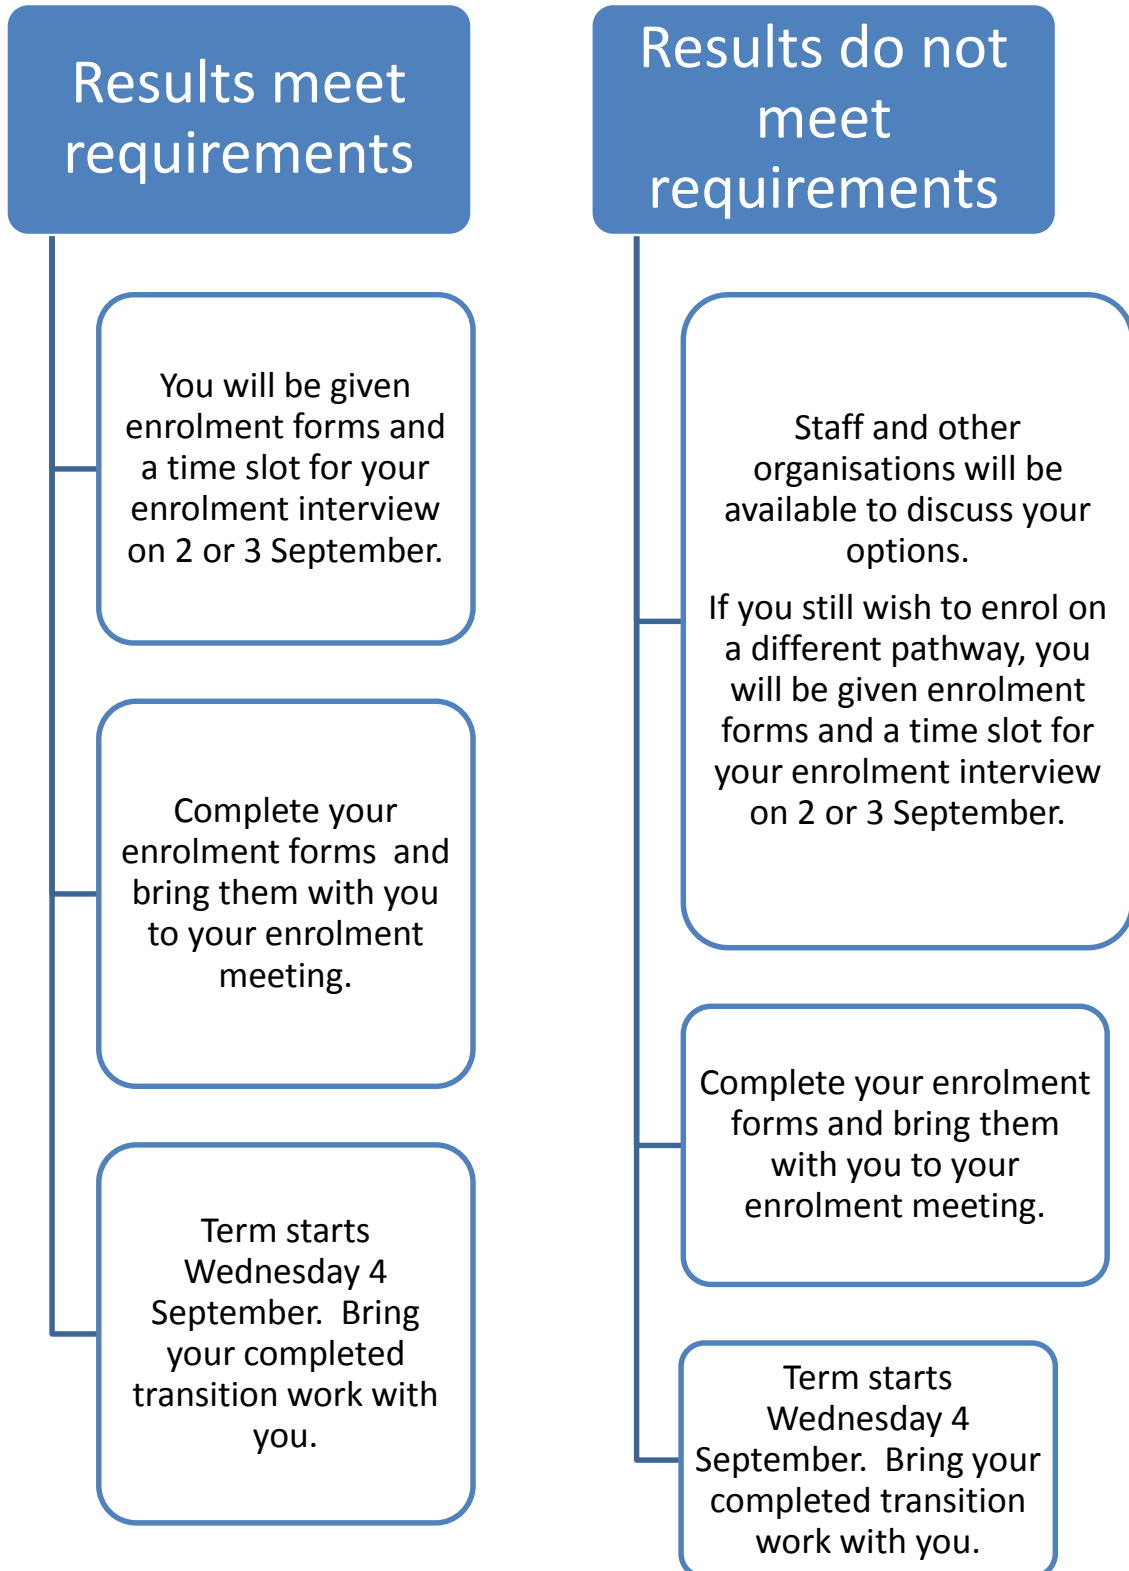 Results meet
requirements
You will be given
enrolment forms and
a time slot for your
enrolment interview
on 2 or 3 September.
Complete your
enrolment forms  and
bring them with you
to your enrolment
meeting.
Term starts
Wednesday 4
September.  Bring
your completed
transition work with
you.
Results do not
meet
requirements
Staff and other
organisations will be
available to discuss your
options.
If you still wish to enrol on
a different pathway, you
will be given enrolment
forms and a time slot for
your enrolment interview
on 2 or 3 September.
Complete your enrolment
forms and bring them
with you to your
enrolment meeting.
Term starts
Wednesday 4
September.  Bring your
completed transition
work with you.